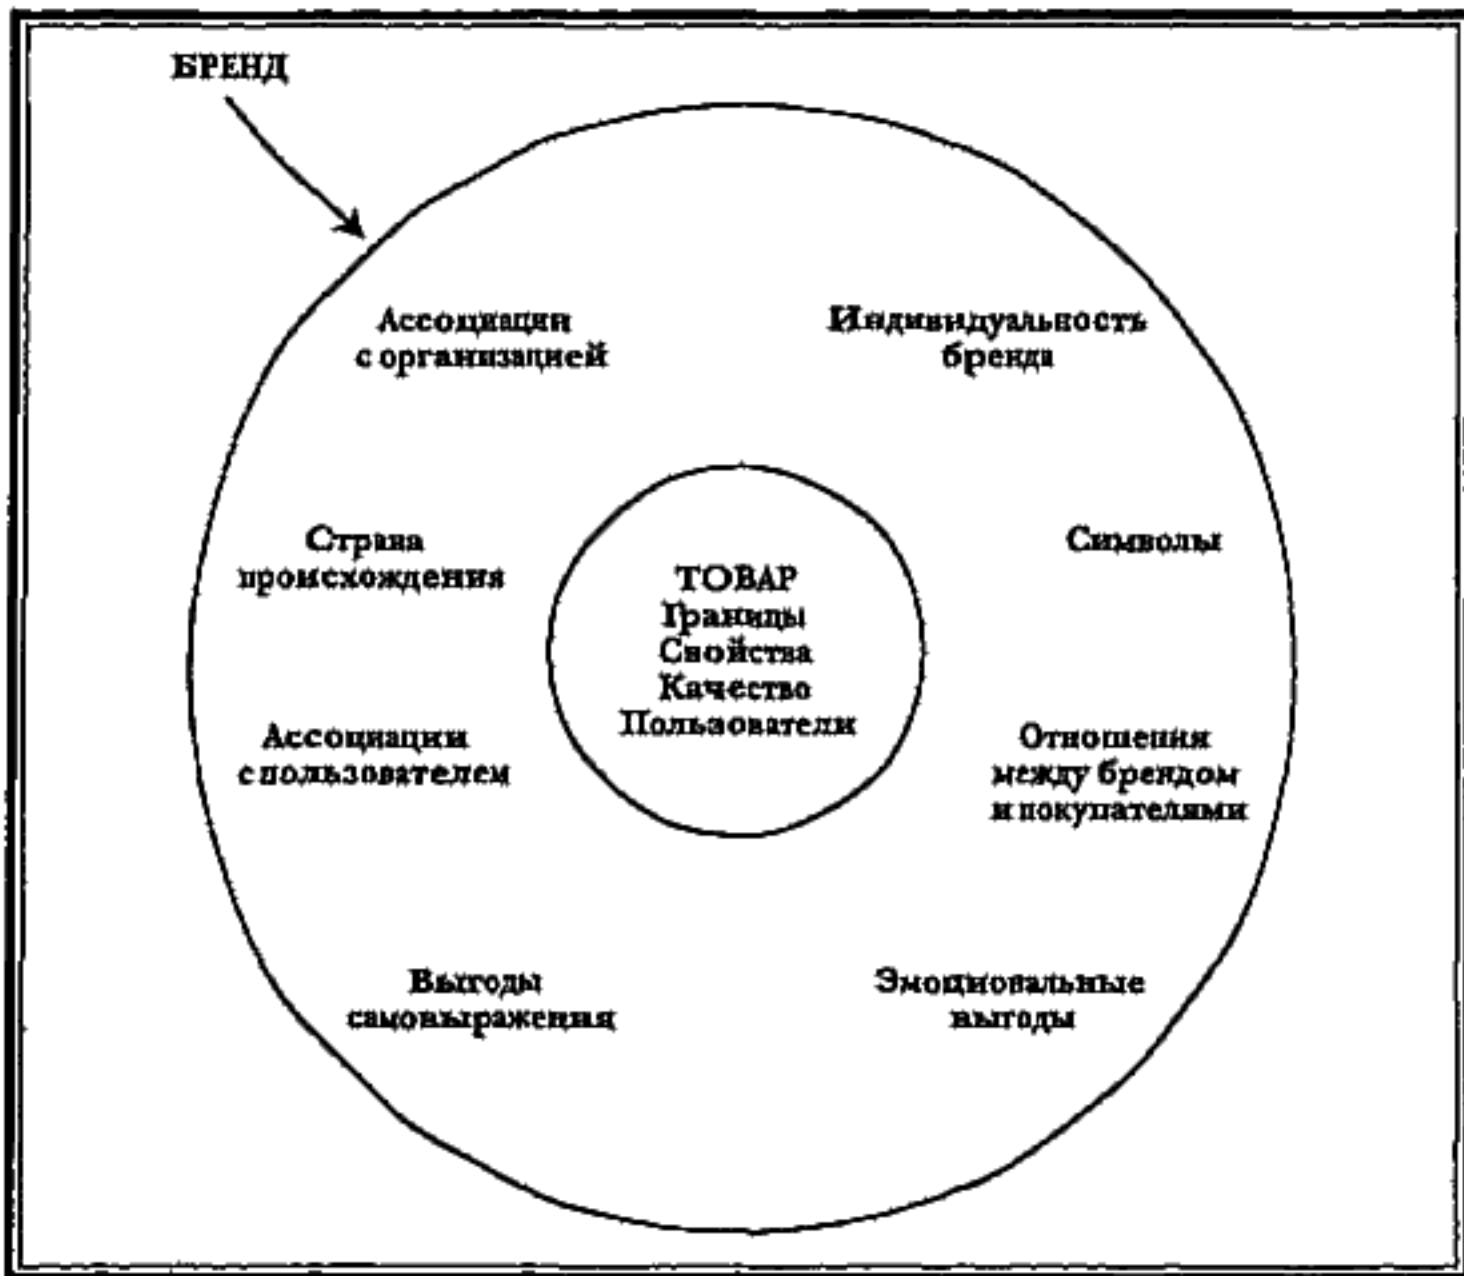 БРЕНД
Ассоциации
с организацией
Индивидуальность
бренда
Страна
происхождения
Символы
ТОВАР
Границы
Свойства
Качество
Пользователи
Ассоциации
с пользователем
Отношения
между брендом
и покупателями
Выгоды
самовыражения
Эмоциональные
выгоды